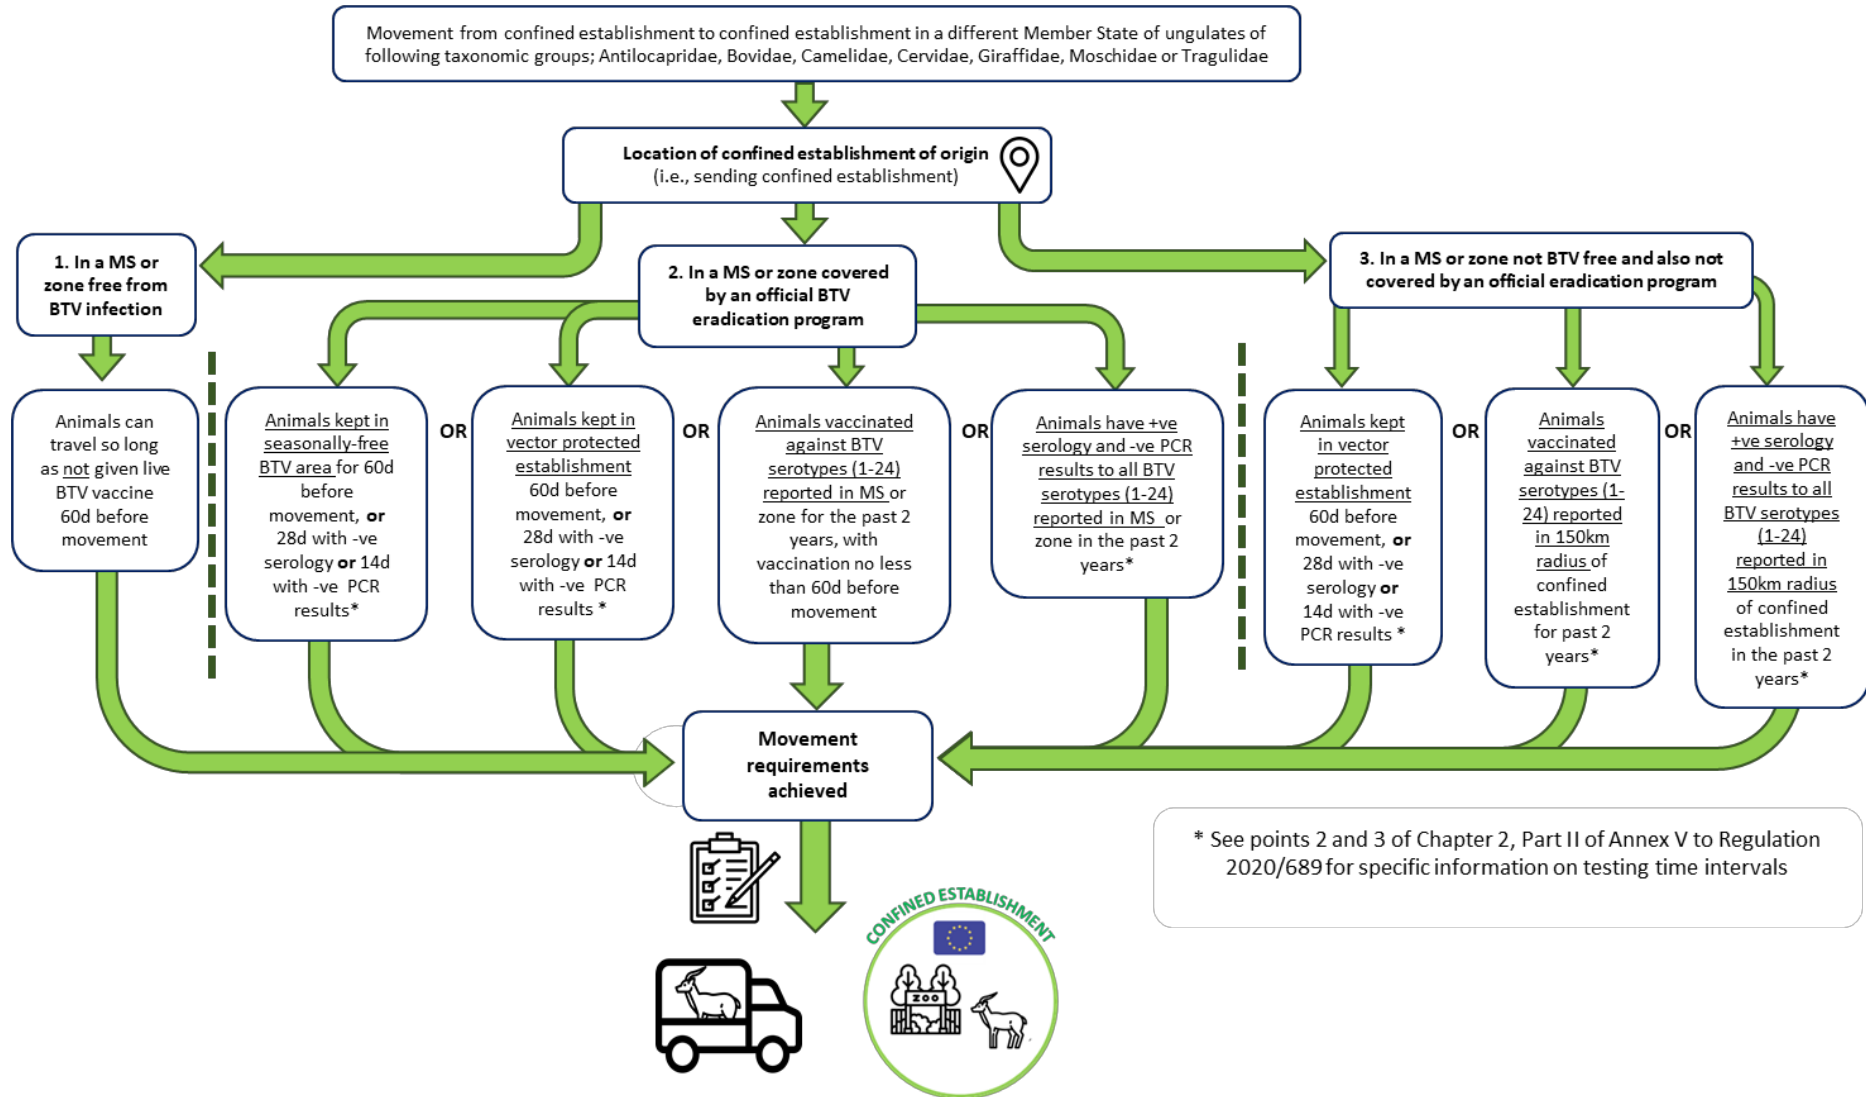 Movement from confined establishment to confined establishment in a different Member State of ungulates of
following taxonomic groups; Antilocapridae, Bovidae, Camelidae, Cervidae, Giraffidae, Moschidae or Tragulidae
Location of confined establishment of origin
(i.e., sending confined establishment)
1. In a MS or
zone free from
BTV infection
2. In a MS or zone covered
by an official BTV
eradication program
3. In a MS or zone not BTV free and also not
covered by an official eradication program
Animals can
travel so long
as not given live
BTV vaccine
60d before
movement
Animals kept in
seasonally-free
BTV area for 60d
before
movement, or
28d with -ve
serology or 14d
with -ve PCR
results*
OR
Animals kept in
vector protected
establishment
60d before
movement, or
28d with -ve
serology or 14d
with -ve PCR
results *
OR
Animals vaccinated
against BTV
serotypes (1-24)
reported in MS or
zone for the past 2
years, with
vaccination no less
than 60d before
movement
OR
Animals have +ve
serology and -ve PCR
results to all BTV
serotypes (1-24)
reported in MS or
zone in the past 2
years*
Animals kept
in vector
protected
establishment
60d before
movement, or
28d with -ve
serology or
14d with -ve
PCR results *
OR
Animals
vaccinated
against BTV
serotypes (1-
24) reported
in 150km
radius of
confined
establishment
for past 2
years*
OR
Animals have
+ve serology
and -ve PCR
results to all
BTV serotypes
(1-24)
reported in
150km radius
of confined
establishment
in the past 2
years*
Movement
requirements
achieved
* See points 2 and 3 of Chapter 2, Part II of Annex V to Regulation
2020/689 for specific information on testing time intervals
CONFINED ESTABLISHMENT
ZOO